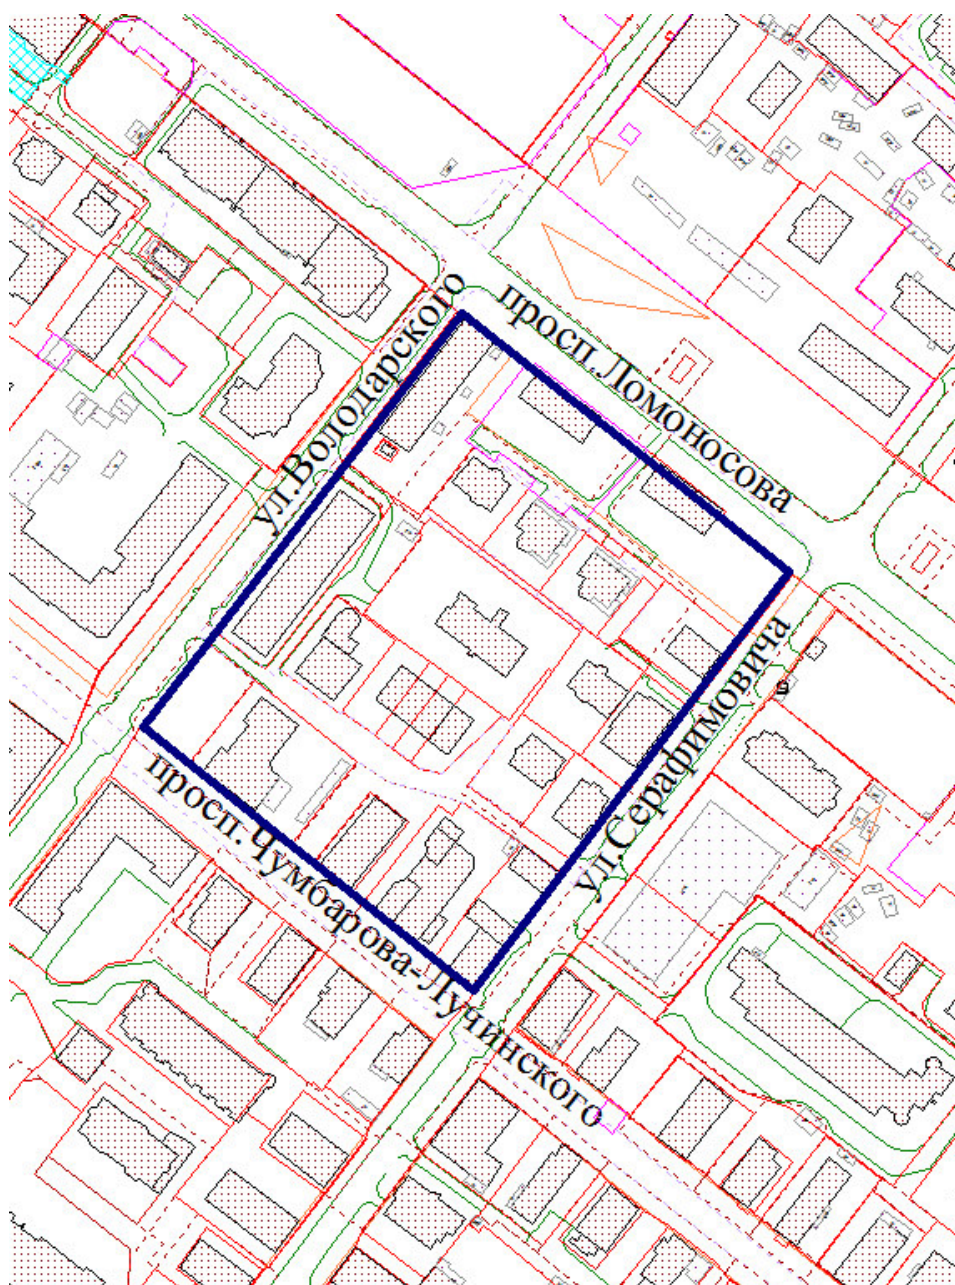 ул.Володарского
просп.Ломоносова
ул.Серафимовича
просп.Чумбарова-Лучинского